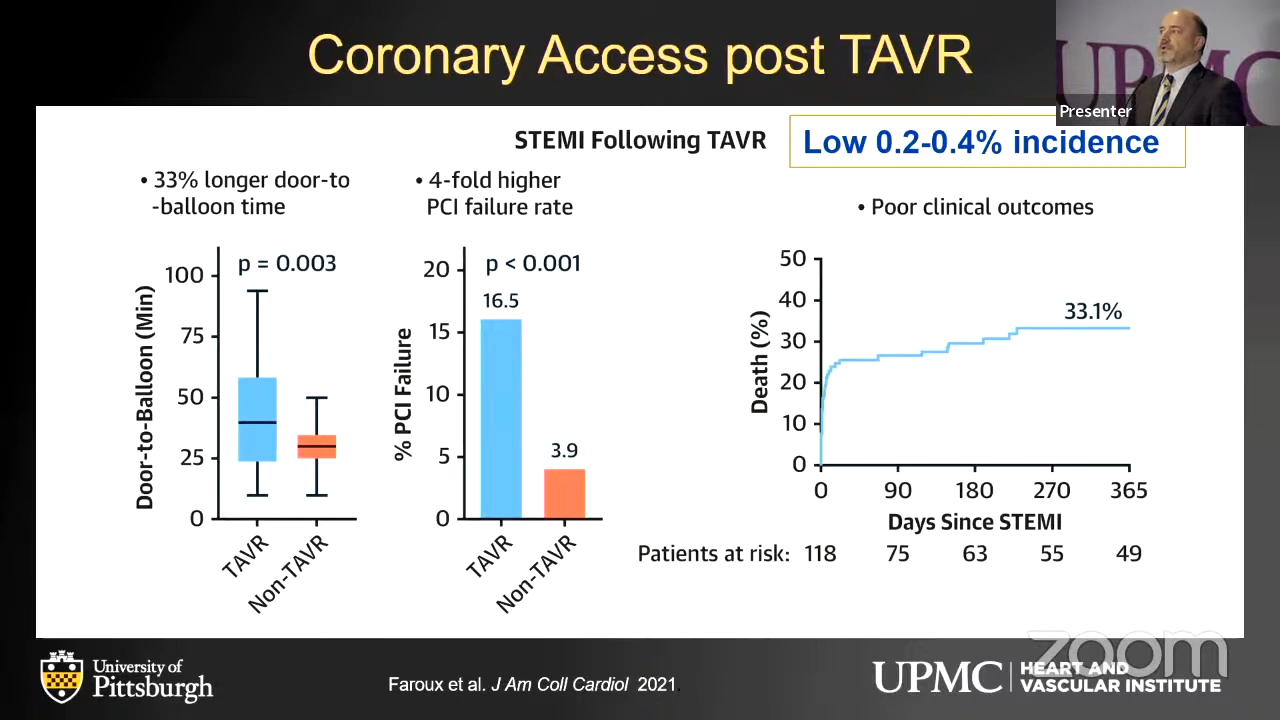 Coronary Access post TAVR
UPMC
Presenter
STEMI Following TAVR
Low 0.2-0.4% incidence
• 33% longer door-to
-balloon time
• 4-fold higher
PCI failure rate
• Poor clinical outcomes
Door-to-Balloon (Min)
100
75
50
25
0
p = 0.003
TAVR
Non-TAVR
% PCI Failure
20
15
10
5
0
p < 0.001
16.5
3.9
TAVR
Non-TAVR
Death (%)
50
40
30
20
10
0
33.1%
0 90 180 270 365
Days Since STEMI
Patients at risk: 118 75 63 55 49
zoom
University of
Pittsburgh
Faroux et al. J Am Coll Cardiol 2021.
UPMC
HEART AND
VASCULAR INSTITUTE